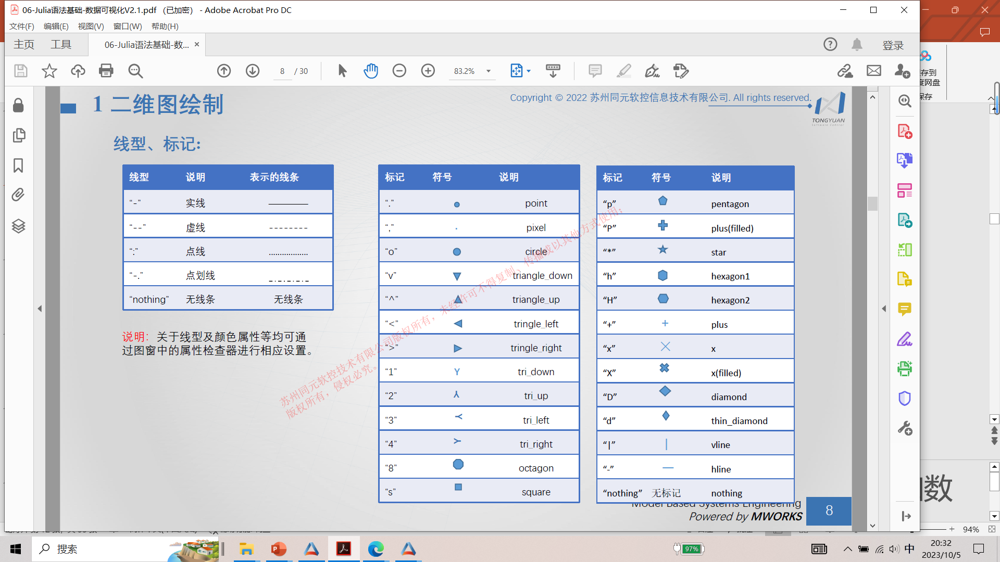 06-Julia语法基础-数据可视化V2.1.pdf （已加密） - Adobe Acrobat Pro DC
文件(F) 编辑(E) 视图(V) 窗口(W) 帮助(H)
主页 工具 06-Julia语法基础-数... × 登录
8 / 30 83.2%
存到
度网盘
保存
1 二维图绘制
Copyright © 2022 苏州同元软控信息技术有限公司. All rights reserved.
TONGYUAN
Software Control
线型、标记:
线型 说明 表示的线条
“-” 实线
“--” 虚线
“:” 点线
“-.” 点划线
“nothing” 无线条 无线条
说明：关于线型及颜色属性等均可通
过图窗中的属性检查器进行相应设置。
标记 符号 说明
“.” point
“,” pixel
“o” circle
“v” triangle_down
“^” triangle_up
“<” tringle_left
“>” tringle_right
“1” tri_down
“2” tri_up
“3” tri_left
“4” tri_right
“8” octagon
“s” square
标记 符号 说明
“p” pentagon
“P” plus(filled)
“*” star
“h” hexagon1
“H” hexagon2
“+” plus
“x” x
“X” x(filled)
“D” diamond
“d” thin_diamond
“|” vline
“-” hline
“nothing” 无标记 nothing
苏州同元软控技术有限公司版权所有，未经许可不得复制、传播或以其他方式使用；
版权所有，侵权必究。
Model Based Systems Engineering
Powered by MWORKS
8
数
94%
搜索
97%
中
20:32
2023/10/5